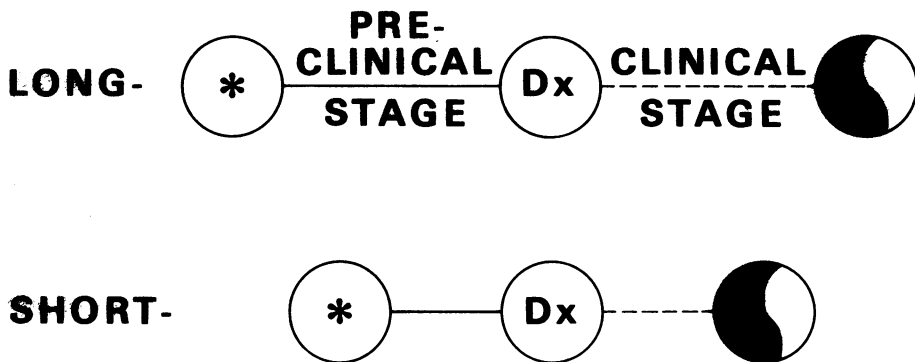 PRE-
LONG- * CLINICAL Dx CLINICAL
STAGE STAGE
SHORT- * Dx